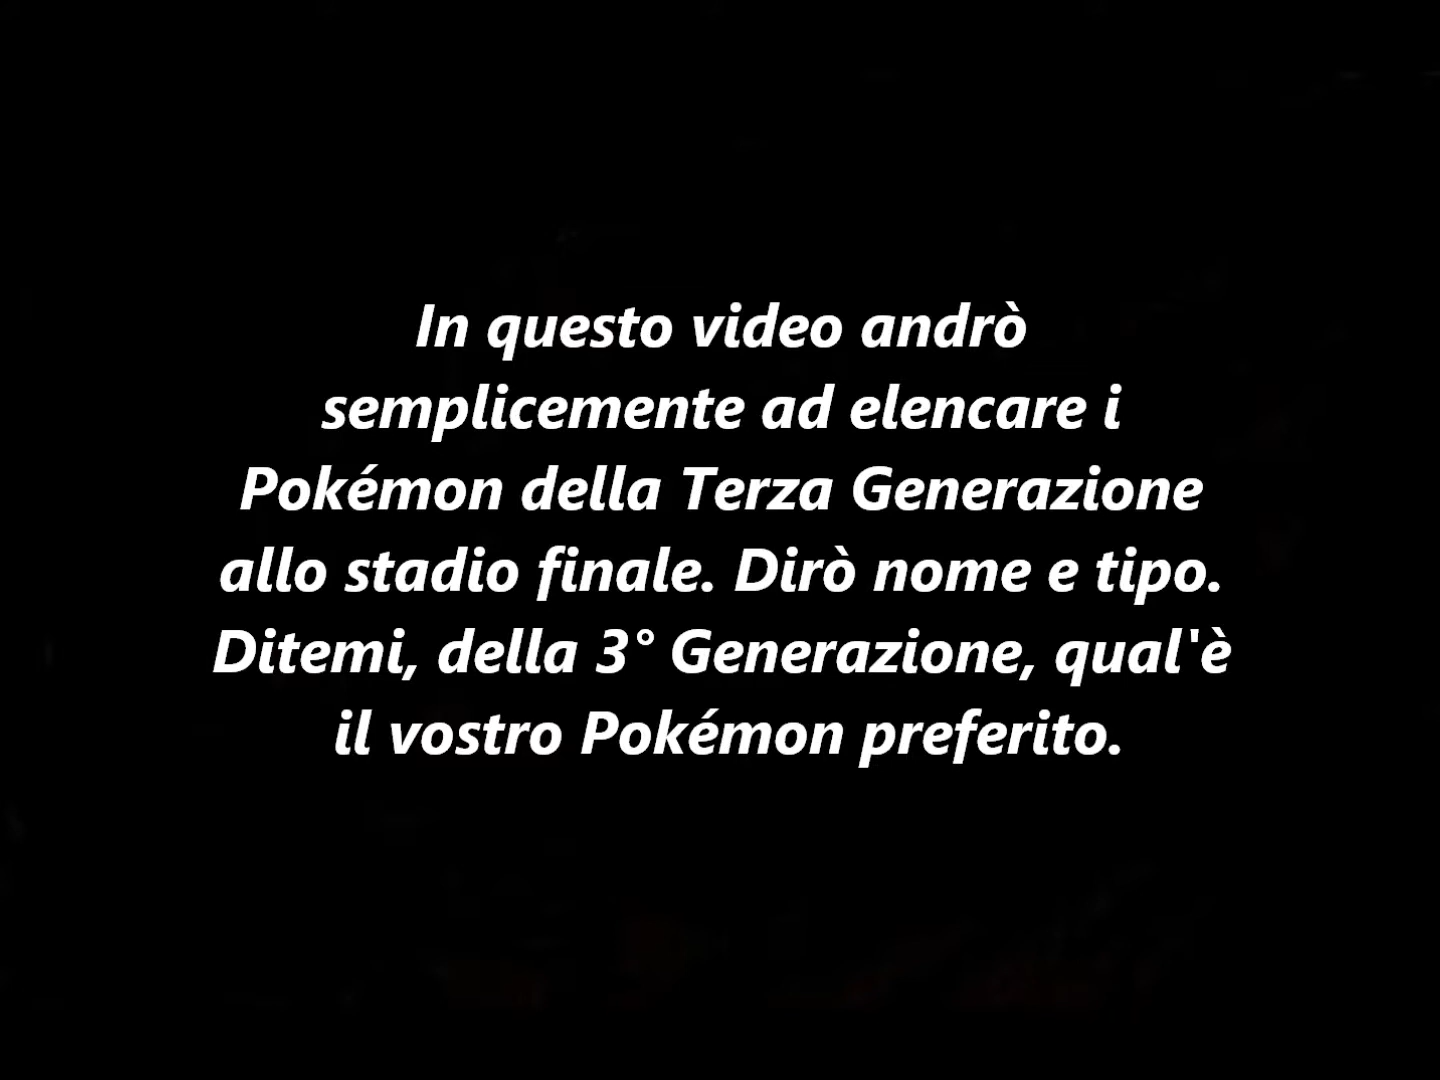 In questo video andrò
semplicemente ad elencare i
Pokémon della Terza Generazione
allo stadio finale. Dirò nome e tipo.
Ditemi, della 3° Generazione, qual'è
il vostro Pokémon preferito.